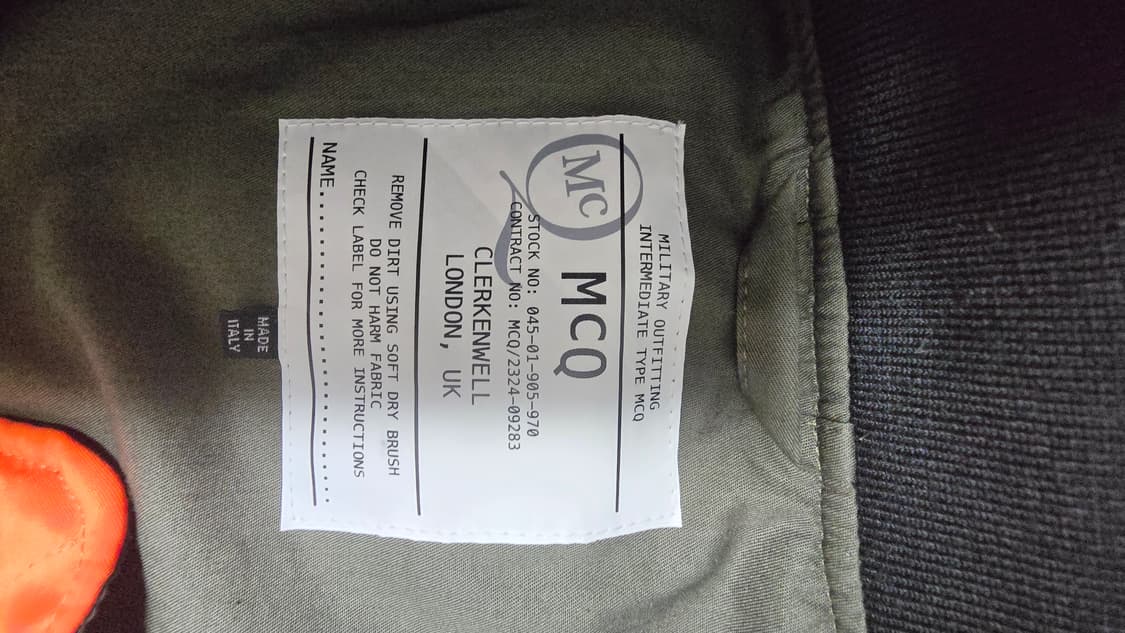 MILITARY OUTFITTING
INTERMEDIATE TYPE MCQ
Mc
MCQ
STOCK NO: 045-01-905-970
CONTRACT NO: MCQ/2324-09283
CLERKENWELL
LONDON, UK
REMOVE DIRT USING SOFT DRY BRUSH
DO NOT HARM FABRIC
CHECK LABEL FOR MORE INSTRUCTIONS
NAME..............................
MADE
IN
ITALY